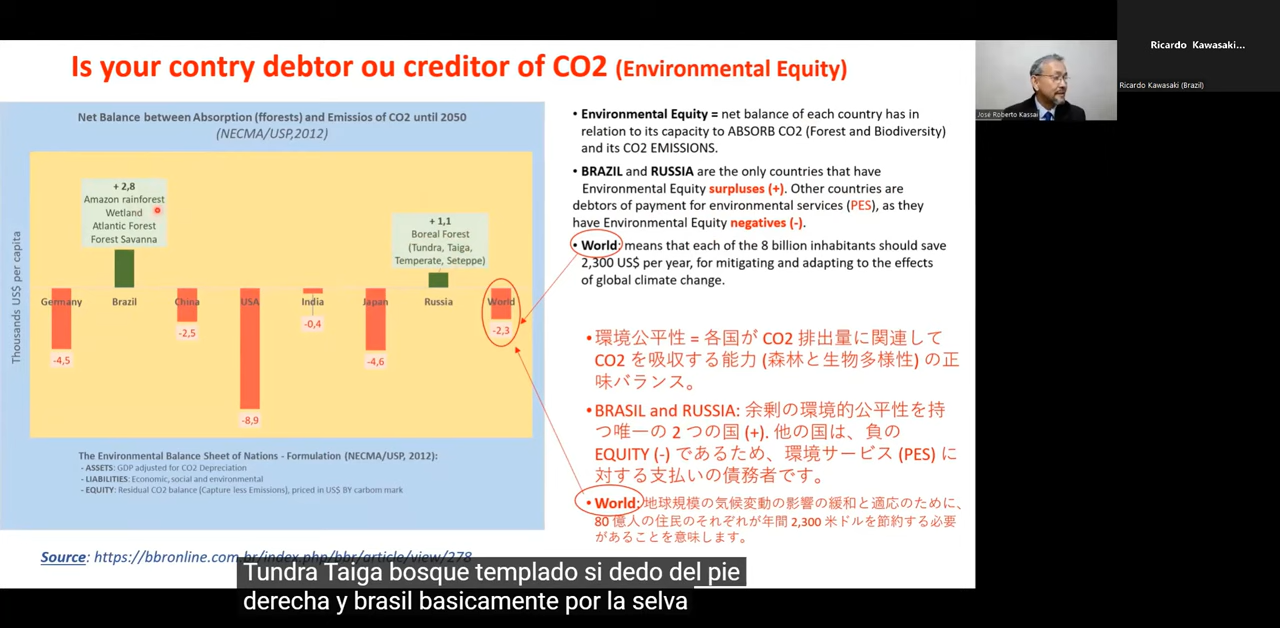 Is your contry debtor ou creditor of CO2 (Environmental Equity)
Net Balance between Absorption (fforests) and Emissios of CO2 until 2050
(NECMA/USP,2012)
Thousands US$ per capita
+ 2,8
Amazon rainforest
Wetland
Atlantic Forest
Forest Savanna
+ 1,1
Boreal Forest
(Tundra, Taiga,
Temperate, Seteppe)
Germany Brazil China USA India Japan Russia World
-4,5
-2,5
-8,9
-0,4
-4,6
-2,3
The Environmental Balance Sheet of Nations - Formulation (NECMA/USP, 2012):
- ASSETS: GDP adjusted for CO2 Depreciation
- LIABILITIES: Economic, social and environmental
- EQUITY: Residual CO2 balance (Capture less Emissions), priced in US$ BY carbom mark
Source: https://bbronline.com.br/index.php/bbr/article/view/278
• Environmental Equity = net balance of each country has in
relation to its capacity to ABSORB CO2 (Forest and Biodiversity)
and its CO2 EMISSIONS.
• BRAZIL and RUSSIA are the only countries that have
Environmental Equity surpluses (+). Other countries are
debtors of payment for environmental services (PES), as they
have Environmental Equity negatives (-).
• World: means that each of the 8 billion inhabitants should save
2,300 US$ per year, for mitigating and adapting to the effects
of global climate change.
•環境公平性 = 各国が CO2 排出量に関連して
CO2 を吸収する能力 (森林と生物多様性) の正
味バランス。
•BRASIL and RUSSIA: 余剰の環境的公平性を持
つ唯一の 2 つの国 (+). 他の国は、負の
EQUITY (-) であるため、環境サービス (PES) に
対する支払いの債務者です。
• World: 地球規模の気候変動の影響の緩和と適応のために、
80 億人の住民のそれぞれが年間 2,300 米ドルを節約する必要
があることを意味します。
Tundra Taiga bosque templado si dedo del pie
derecha y brasil basicamente por la selva
José Roberto Kassai
Ricardo Kawasaki...
Ricardo Kawasaki (Brazil)